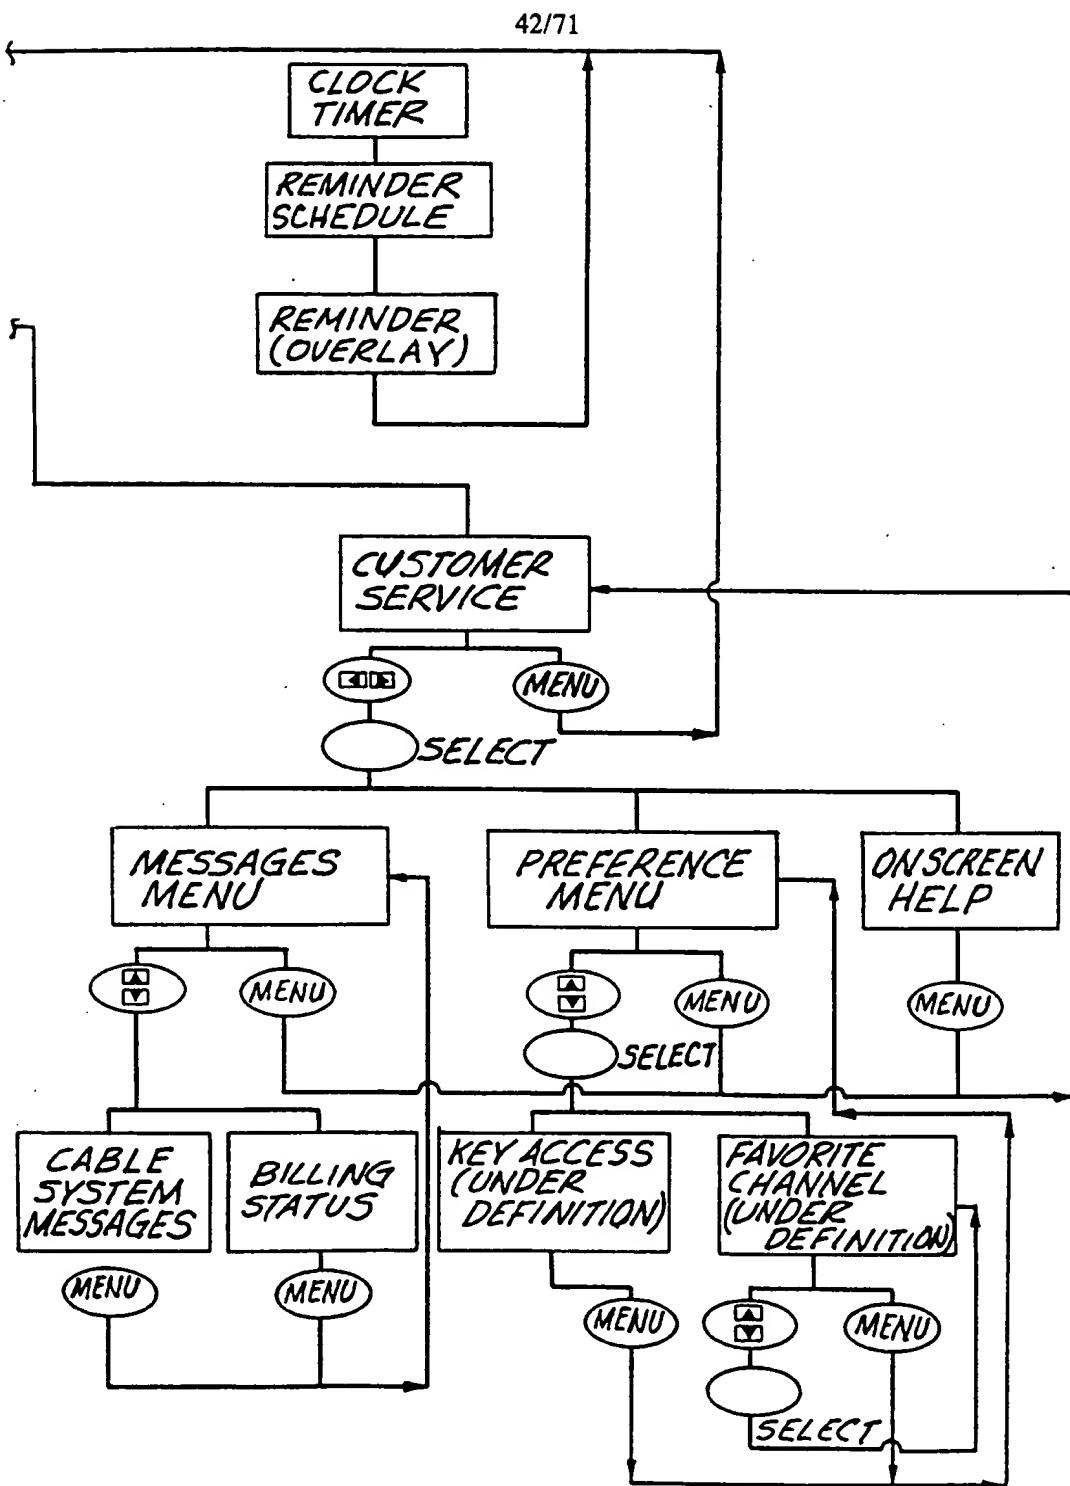 42/71
CLOCK
TIMER
REMINDER
SCHEDULE
REMINDER
(OVERLAY)
CUSTOMER
SERVICE
MENU
SELECT
MESSAGES
MENU
PREFERENCE
MENU
ONSCREEN
HELP
MENU
MENU
MENU
SELECT
CABLE
SYSTEM
MESSAGES
BILLING
STATUS
KEY ACCESS
(UNDER
DEFINITION)
FAVORITE
CHANNEL
(UNDER
DEFINITION)
MENU
MENU
MENU
MENU
SELECT